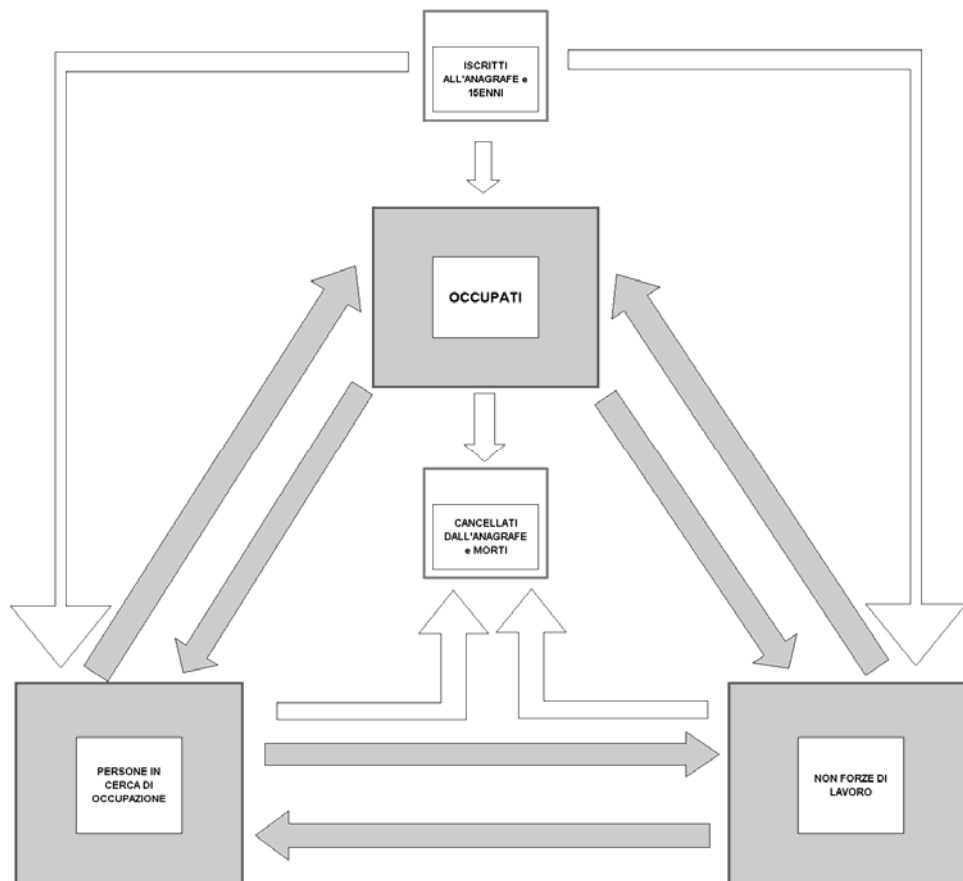 ISCRITTI
ALL'ANAGRAFE e
15ENNI
OCCUPATI
CANCELLATI
DALL'ANAGRAFE
e MORTI
PERSONE IN
CERCA DI
OCCUPAZIONE
NON FORZE DI
LAVORO